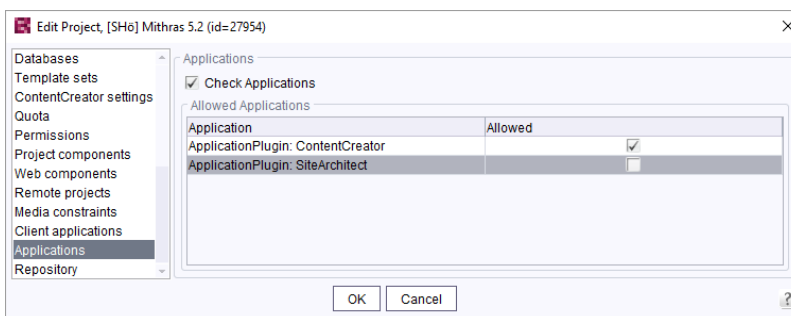 Edit Project, [SHö] Mithras 5.2 (id=27954)
Databases
Template sets
ContentCreator settings
Quota
Permissions
Project components
Web components
Remote projects
Media constraints
Client applications
Applications
Repository
Applications
Check Applications
Allowed Applications
Application Allowed
ApplicationPlugin: ContentCreator
ApplicationPlugin: SiteArchitect
OK Cancel
?